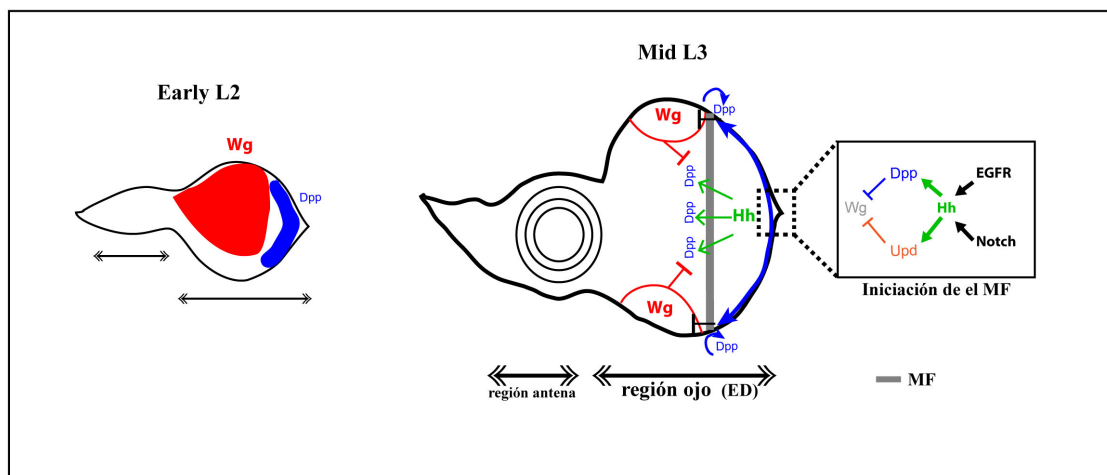 Early L2
Wg
Dpp
Mid L3
Wg
Dpp
Dpp
Dpp
Dpp
Hh
Wg
Dpp
región antena
región ojo (ED)
Dpp
EGFR
Wg
Hh
Upd
Notch
Iniciación de el MF
MF